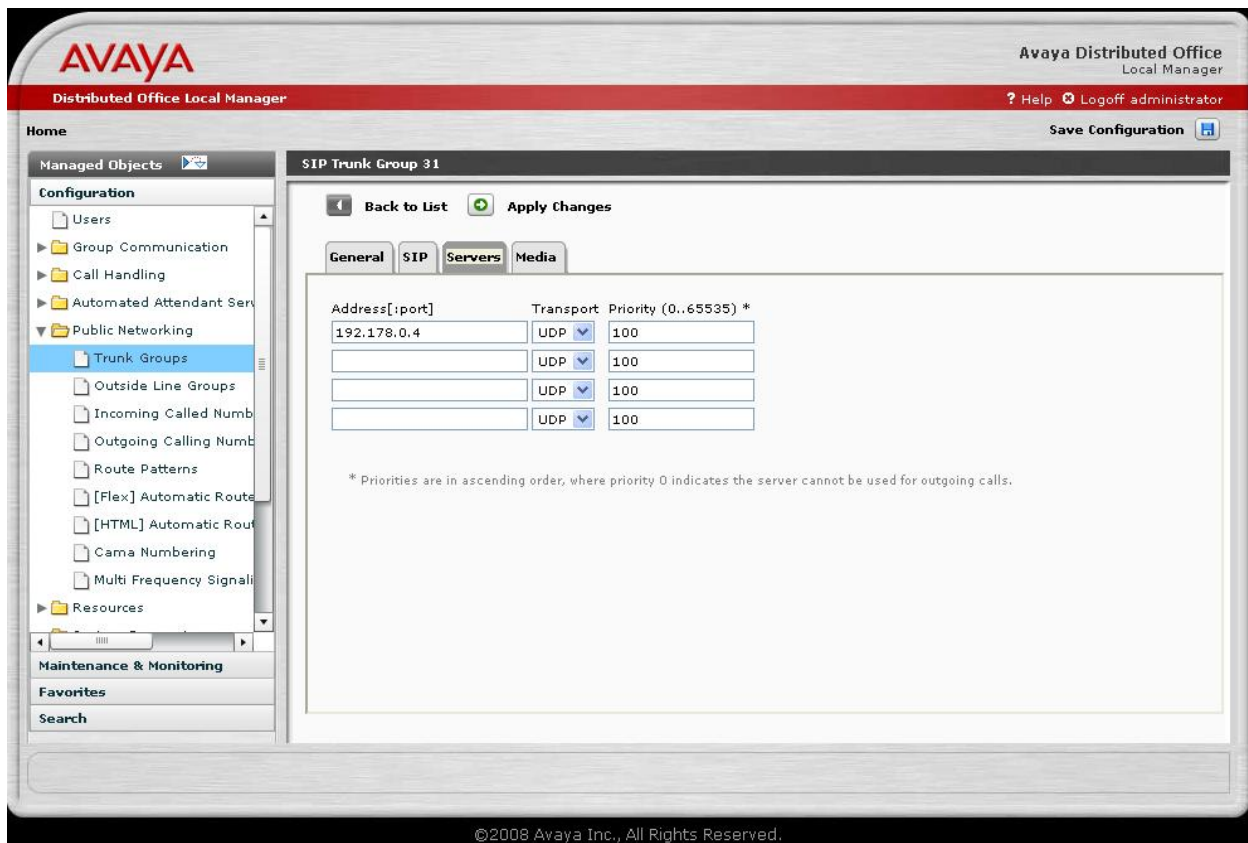 AVAYA
Avaya Distributed Office
Local Manager
Distributed Office Local Manager
? Help Logoff administrator
Home
Save Configuration
Managed Objects
SIP Trunk Group 31
Configuration
Back to List Apply Changes
Users
Group Communication
Call Handling
Automated Attendant Serv
Public Networking
Trunk Groups
Outside Line Groups
Incoming Called Numb
Outgoing Calling Numb
Route Patterns
[Flex] Automatic Route
[HTML] Automatic Rout
Cama Numbering
Multi Frequency Signali
Resources
Maintenance & Monitoring
Favorites
Search
General SIP Servers Media
Address[:port] Transport Priority (0..65535) *
192.178.0.4 UDP 100
UDP 100
UDP 100
UDP 100
* Priorities are in ascending order, where priority 0 indicates the server cannot be used for outgoing calls.
©2008 Avaya Inc., All Rights Reserved.